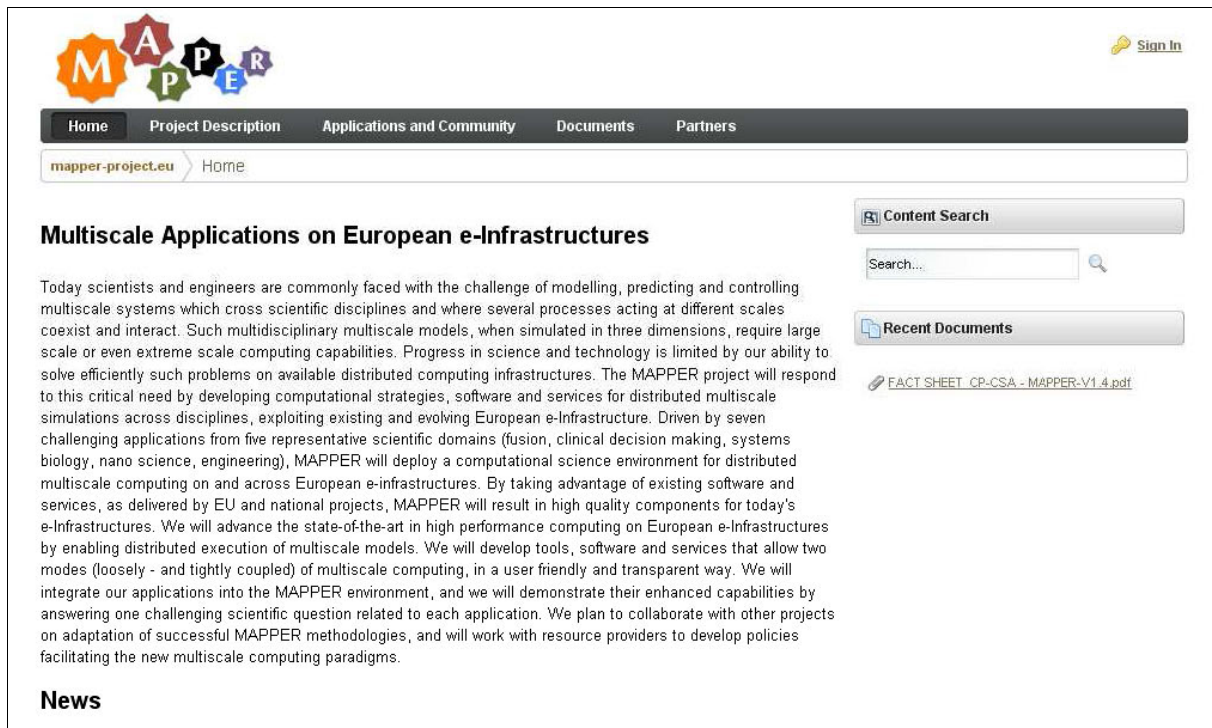 MAPPER
Sign In
Home Project Description Applications and Community Documents Partners
mapper-project.eu Home
Multiscale Applications on European e-Infrastructures
Today scientists and engineers are commonly faced with the challenge of modelling, predicting and controlling
multiscale systems which cross scientific disciplines and where several processes acting at different scales
coexist and interact. Such multidisciplinary multiscale models, when simulated in three dimensions, require large
scale or even extreme scale computing capabilities. Progress in science and technology is limited by our ability to
solve efficiently such problems on available distributed computing infrastructures. The MAPPER project will respond
to this critical need by developing computational strategies, software and services for distributed multiscale
simulations across disciplines, exploiting existing and evolving European e-Infrastructure. Driven by seven
challenging applications from five representative scientific domains (fusion, clinical decision making, systems
biology, nano science, engineering), MAPPER will deploy a computational science environment for distributed
multiscale computing on and across European e-infrastructures. By taking advantage of existing software and
services, as delivered by EU and national projects, MAPPER will result in high quality components for today's
e-Infrastructures. We will advance the state-of-the-art in high performance computing on European e-Infrastructures
by enabling distributed execution of multiscale models. We will develop tools, software and services that allow two
modes (loosely - and tightly coupled) of multiscale computing, in a user friendly and transparent way. We will
integrate our applications into the MAPPER environment, and we will demonstrate their enhanced capabilities by
answering one challenging scientific question related to each application. We plan to collaborate with other projects
on adaptation of successful MAPPER methodologies, and will work with resource providers to develop policies
facilitating the new multiscale computing paradigms.
News
Content Search
Search...
Recent Documents
FACT SHEET CP-CSA - MAPPER-V1.4.pdf